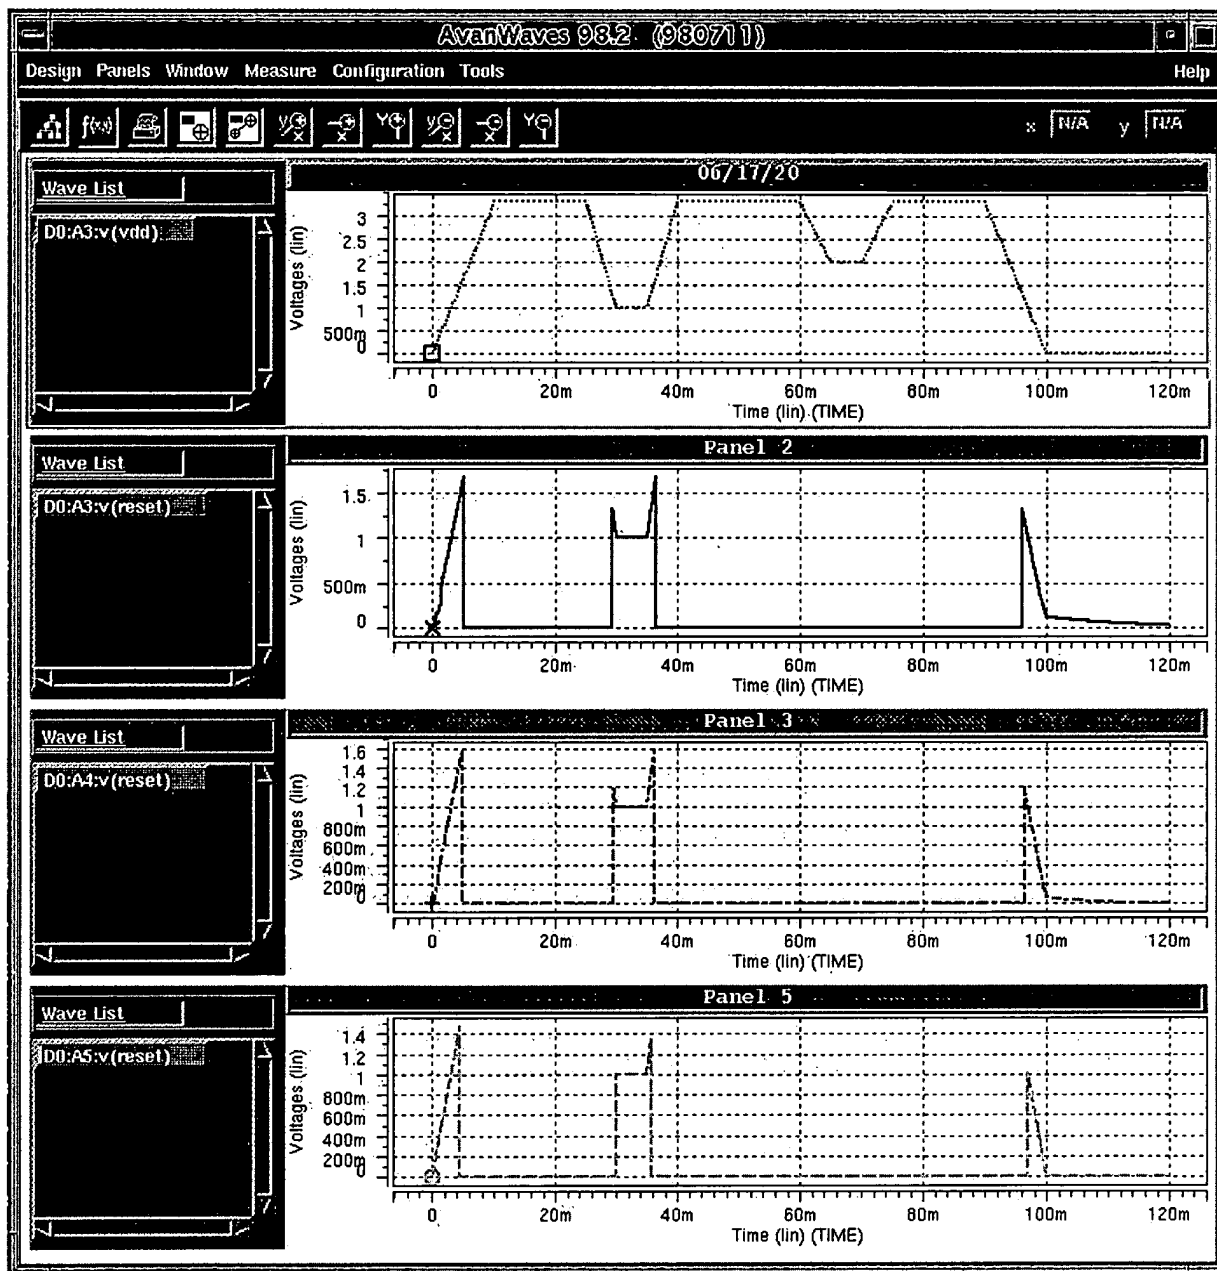 AvanWaves 98.2 (980711)
Design Panels Window Measure Configuration Tools Help
f(x,y) x N/A y N/A
Wave List
D0:A3:v(vdd)
06/17/20
Voltages (lin)
3
2.5
2
1.5
1
500m
0
0 20m 40m 60m 80m 100m 120m
Time (lin) (TIME)
Wave List
D0:A3:v(reset)
Panel 2
Voltages (lin)
1.5
1
500m
0
0 20m 40m 60m 80m 100m 120m
Time (lin) (TIME)
Wave List
D0:A4:v(reset)
Panel 3
Voltages (lin)
1.6
1.4
1.2
1
800m
600m
400m
200m
0
0 20m 40m 60m 80m 100m 120m
Time (lin) (TIME)
Wave List
D0:A5:v(reset)
Panel 5
Voltages (lin)
1.4
1.2
1
800m
600m
400m
200m
0
0 20m 40m 60m 80m 100m 120m
Time (lin) (TIME)